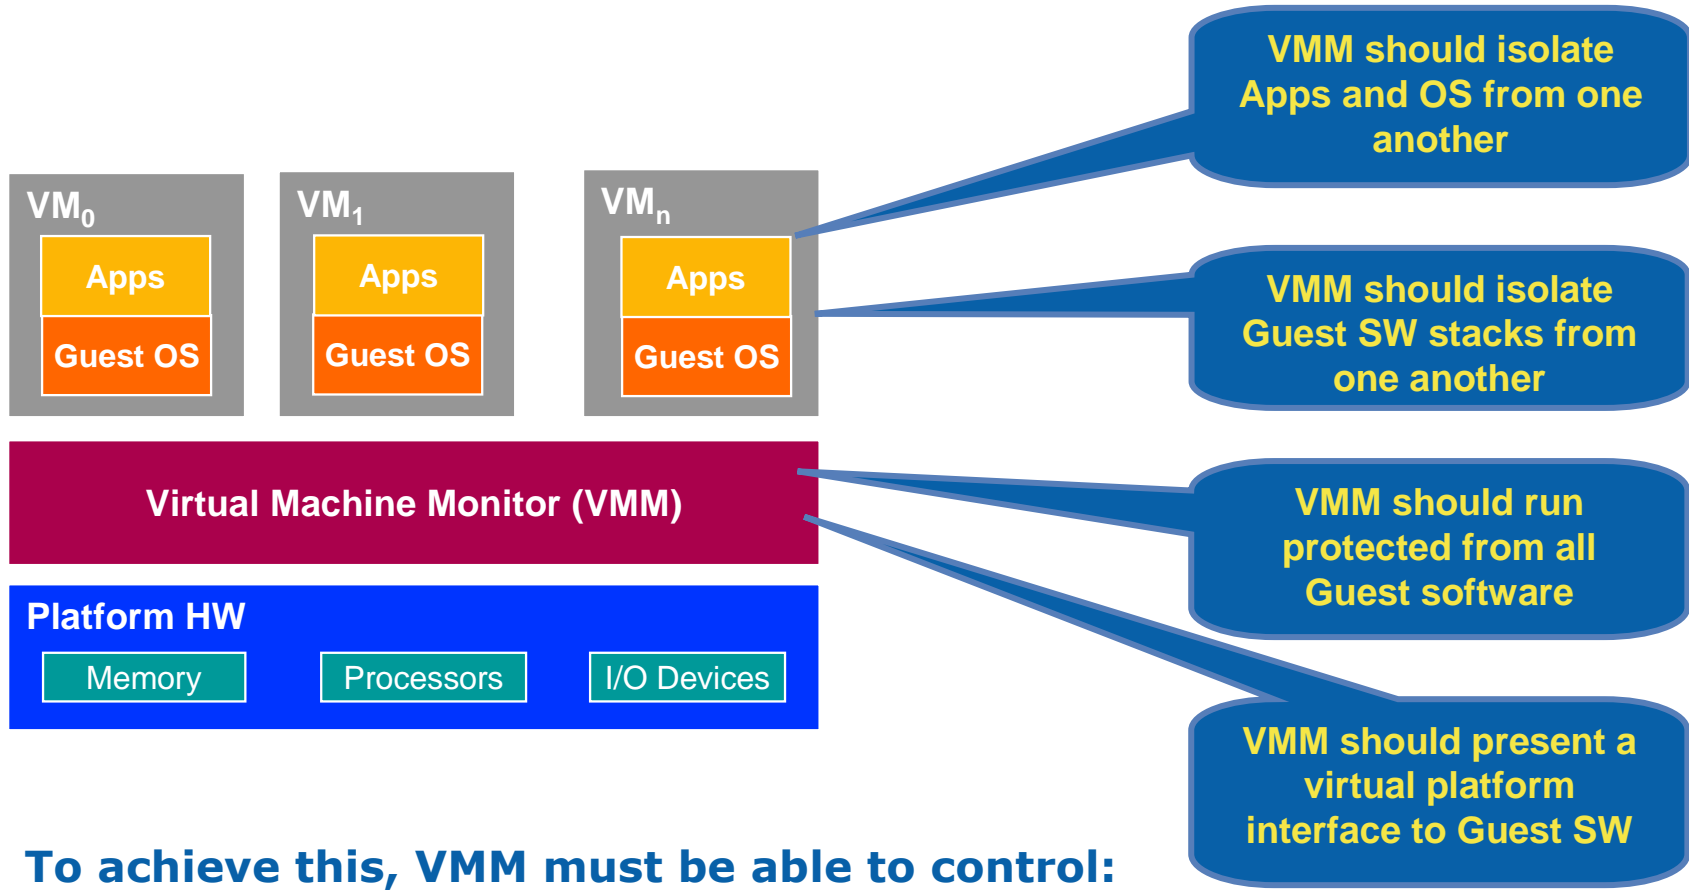 VMM should isolate
Apps and OS from one
another
VM0
VM1
VMn
Apps
Apps
Apps
Guest OS
Guest OS
Guest OS
VMM should isolate
Guest SW stacks from
one another
Virtual Machine Monitor (VMM)
VMM should run
protected from all
Guest software
Platform HW
Memory
Processors
I/O Devices
VMM should present a
virtual platform
interface to Guest SW
To achieve this, VMM must be able to control: